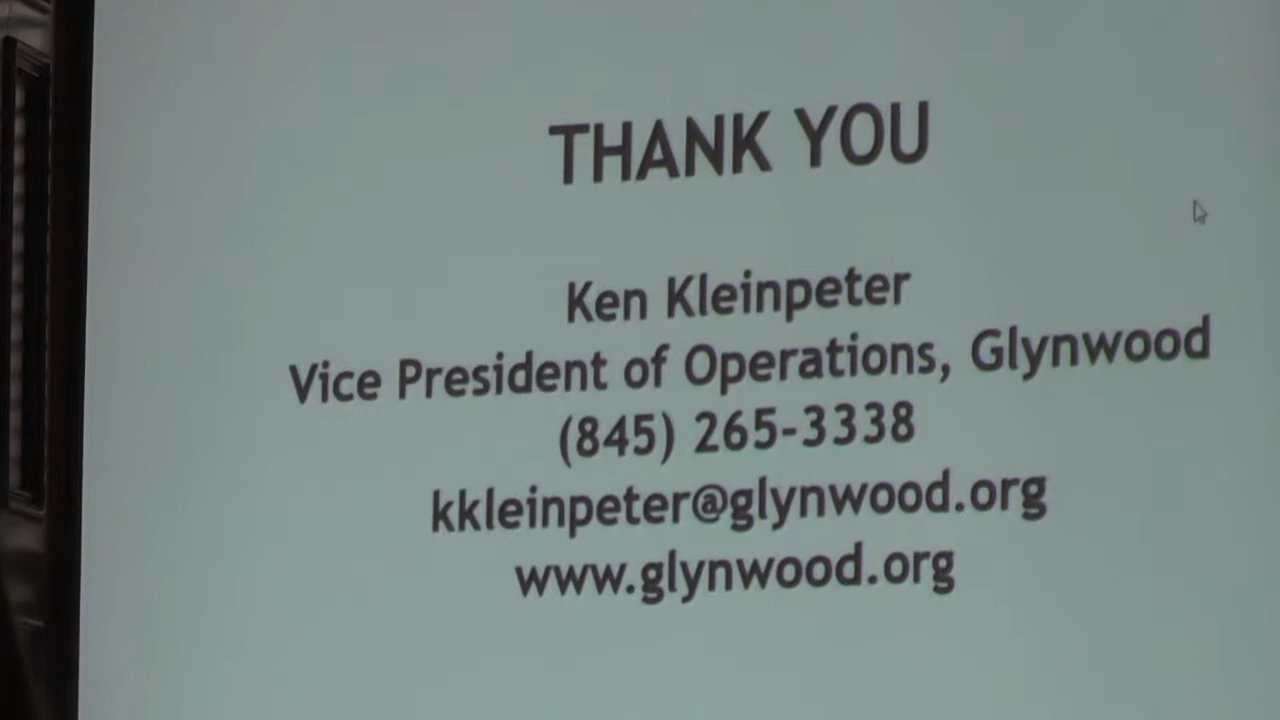 THANK YOU
Ken Kleinpeter
Vice President of Operations, Glynwood
(845) 265-3338
kkleinpeter@glynwood.org
www.glynwood.org